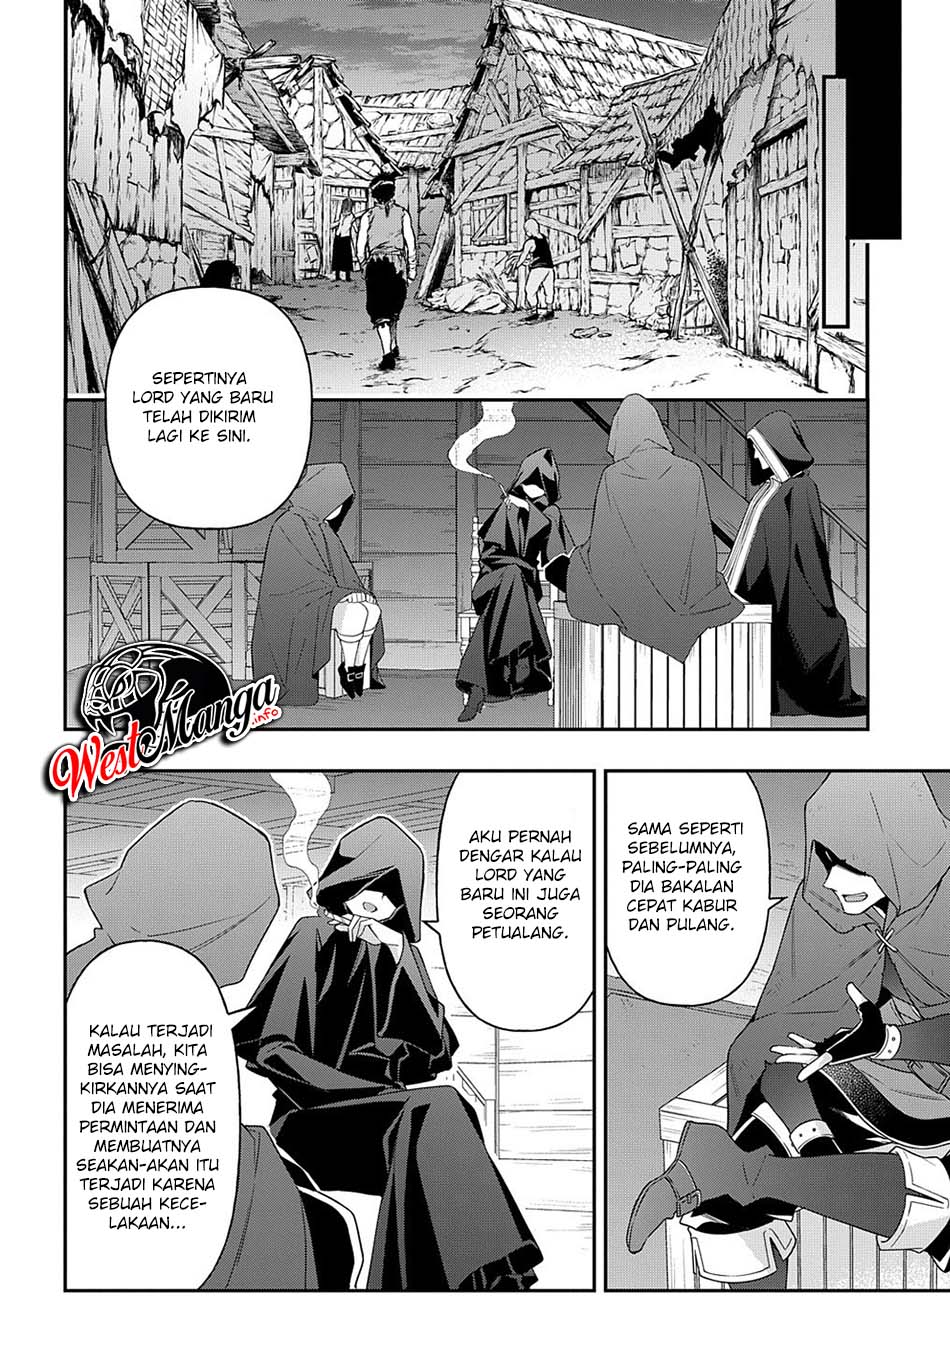 SEPERTINYA
LORD YANG BARU
TELAH DIKIRIM
LAGI KE SINI.
SAMA SEPERTI
SEBELUMNYA,
PALING-PALING
DIA BAKALAN
CEPAT KABUR
DAN PULANG.
AKU PERNAH
DENGAR KALAU
LORD YANG
BARU INI JUGA
SEORANG
PETUALANG.
KALAU TERJADI
MASALAH, KITA
BISA MENYING-
KIRKANNYA SAAT
DIA MENERIMA
PERMINTAAN DAN
MEMBUATNYA
SEAKAN-AKAN ITU
TERJADI KARENA
SEBUAH KECE-
LAKAAN...
WestManga
.info